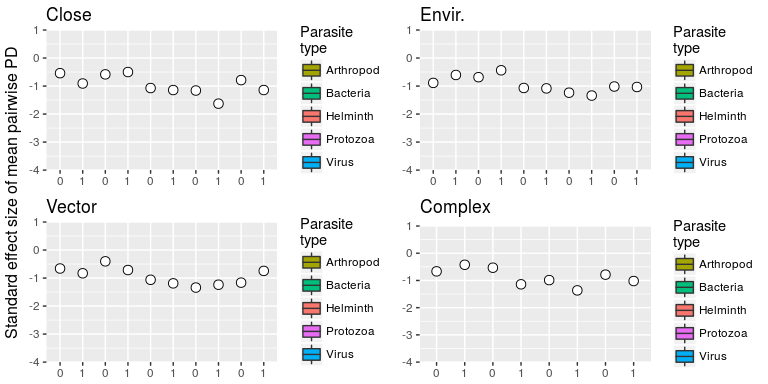 Standard effect size of mean pairwise PD
Close
1
0
-1
-2
-3
-4
0 1 0 1 0 1 0 1 0 1
Parasite
type
Arthropod
Bacteria
Helminth
Protozoa
Virus
Envir.
1
0
-1
-2
-3
-4
0 1 0 1 0 1 0 1 0 1
Parasite
type
Arthropod
Bacteria
Helminth
Protozoa
Virus
Vector
1
0
-1
-2
-3
-4
0 1 0 1 0 1 0 1 0 1
Parasite
type
Arthropod
Bacteria
Helminth
Protozoa
Virus
Complex
1
0
-1
-2
-3
-4
0 1 0 1 0 1 0 1
Parasite
type
Arthropod
Bacteria
Helminth
Protozoa
Virus